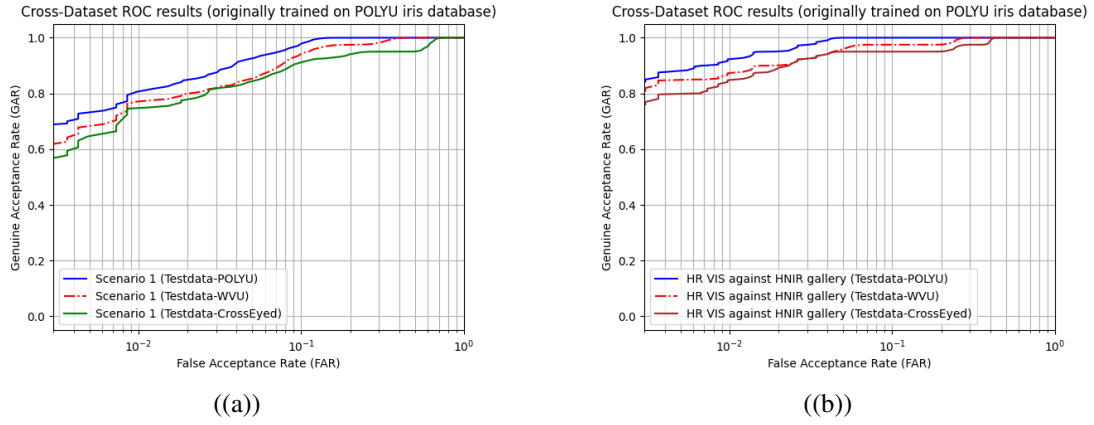 Cross-Dataset ROC results (originally trained on POLYU iris database)
1.0
0.8
0.6
0.4
0.2
0.0
Genuine Acceptance Rate (GAR)
Scenario 1 (Testdata-POLYU)
Scenario 1 (Testdata-WVU)
Scenario 1 (Testdata-CrossEyed)
10⁻²
10⁻¹
10⁰
False Acceptance Rate (FAR)
((a))
Cross-Dataset ROC results (originally trained on POLYU iris database)
1.0
0.8
0.6
0.4
0.2
0.0
Genuine Acceptance Rate (GAR)
HR VIS against HNIR gallery (Testdata-POLYU)
HR VIS against HNIR gallery (Testdata-WVU)
HR VIS against HNIR gallery (Testdata-CrossEyed)
10⁻²
10⁻¹
10⁰
False Acceptance Rate (FAR)
((b))